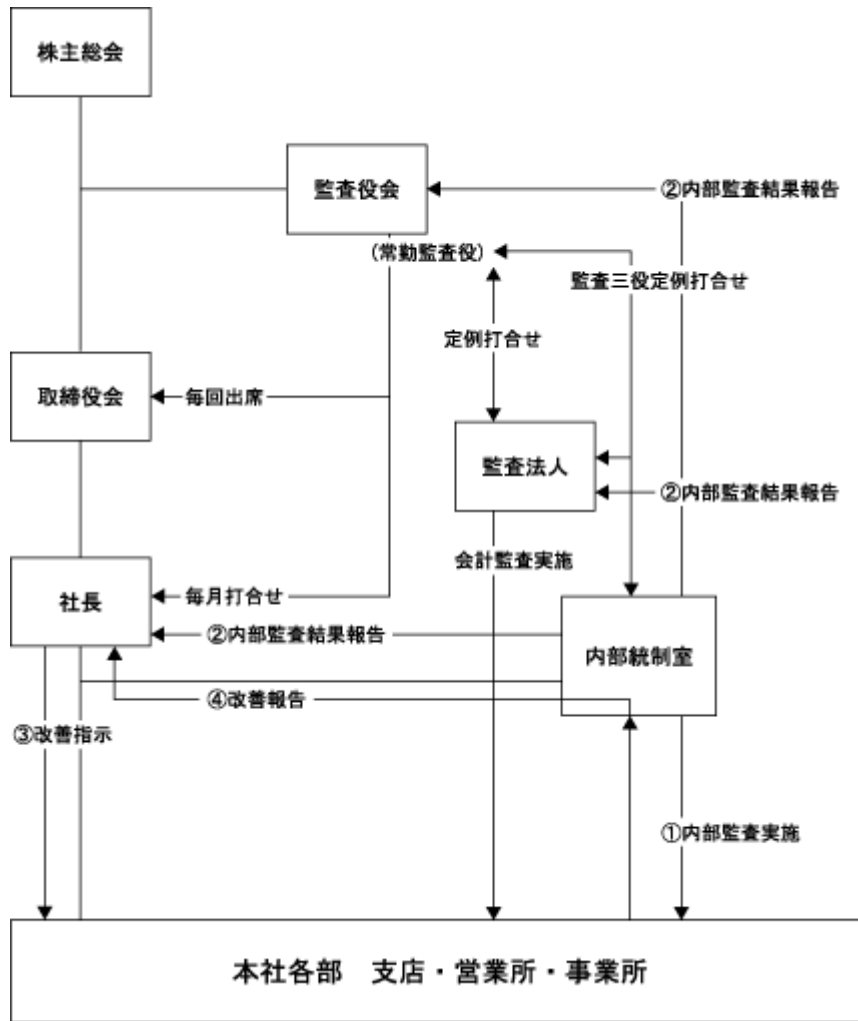 株主総会
監査役会
②内部監査結果報告
(常勤監査役)
監査三役定例打合せ
定例打合せ
取締役会
毎回出席
監査法人
②内部監査結果報告
会計監査実施
社長
毎月打合せ
②内部監査結果報告
内部統制室
④改善報告
③改善指示
①内部監査実施
本社各部　支店・営業所・事業所